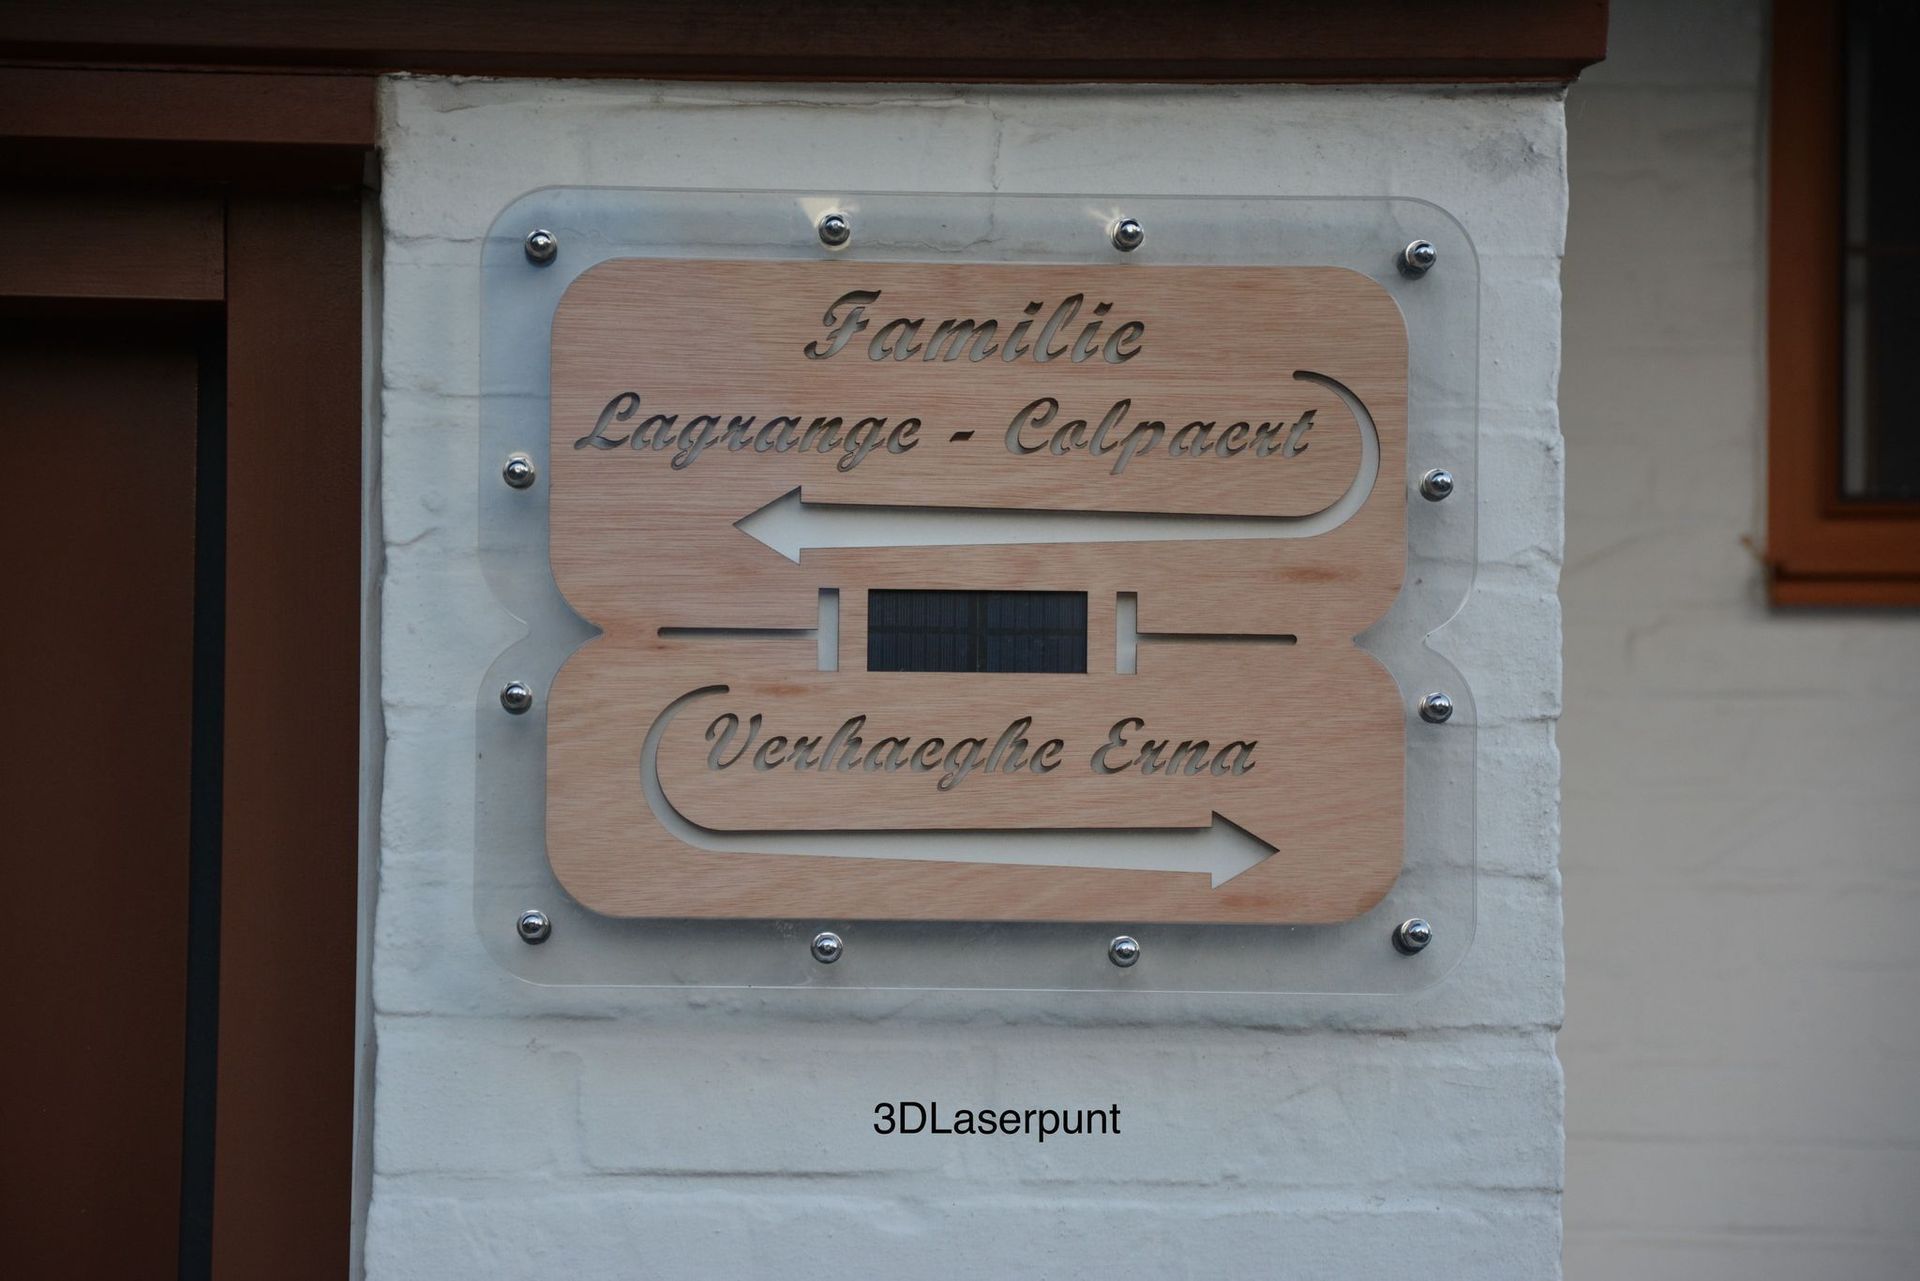 Familie
Lagrange - Colpaert
Verhaeghe Erna
3DLaserpunt